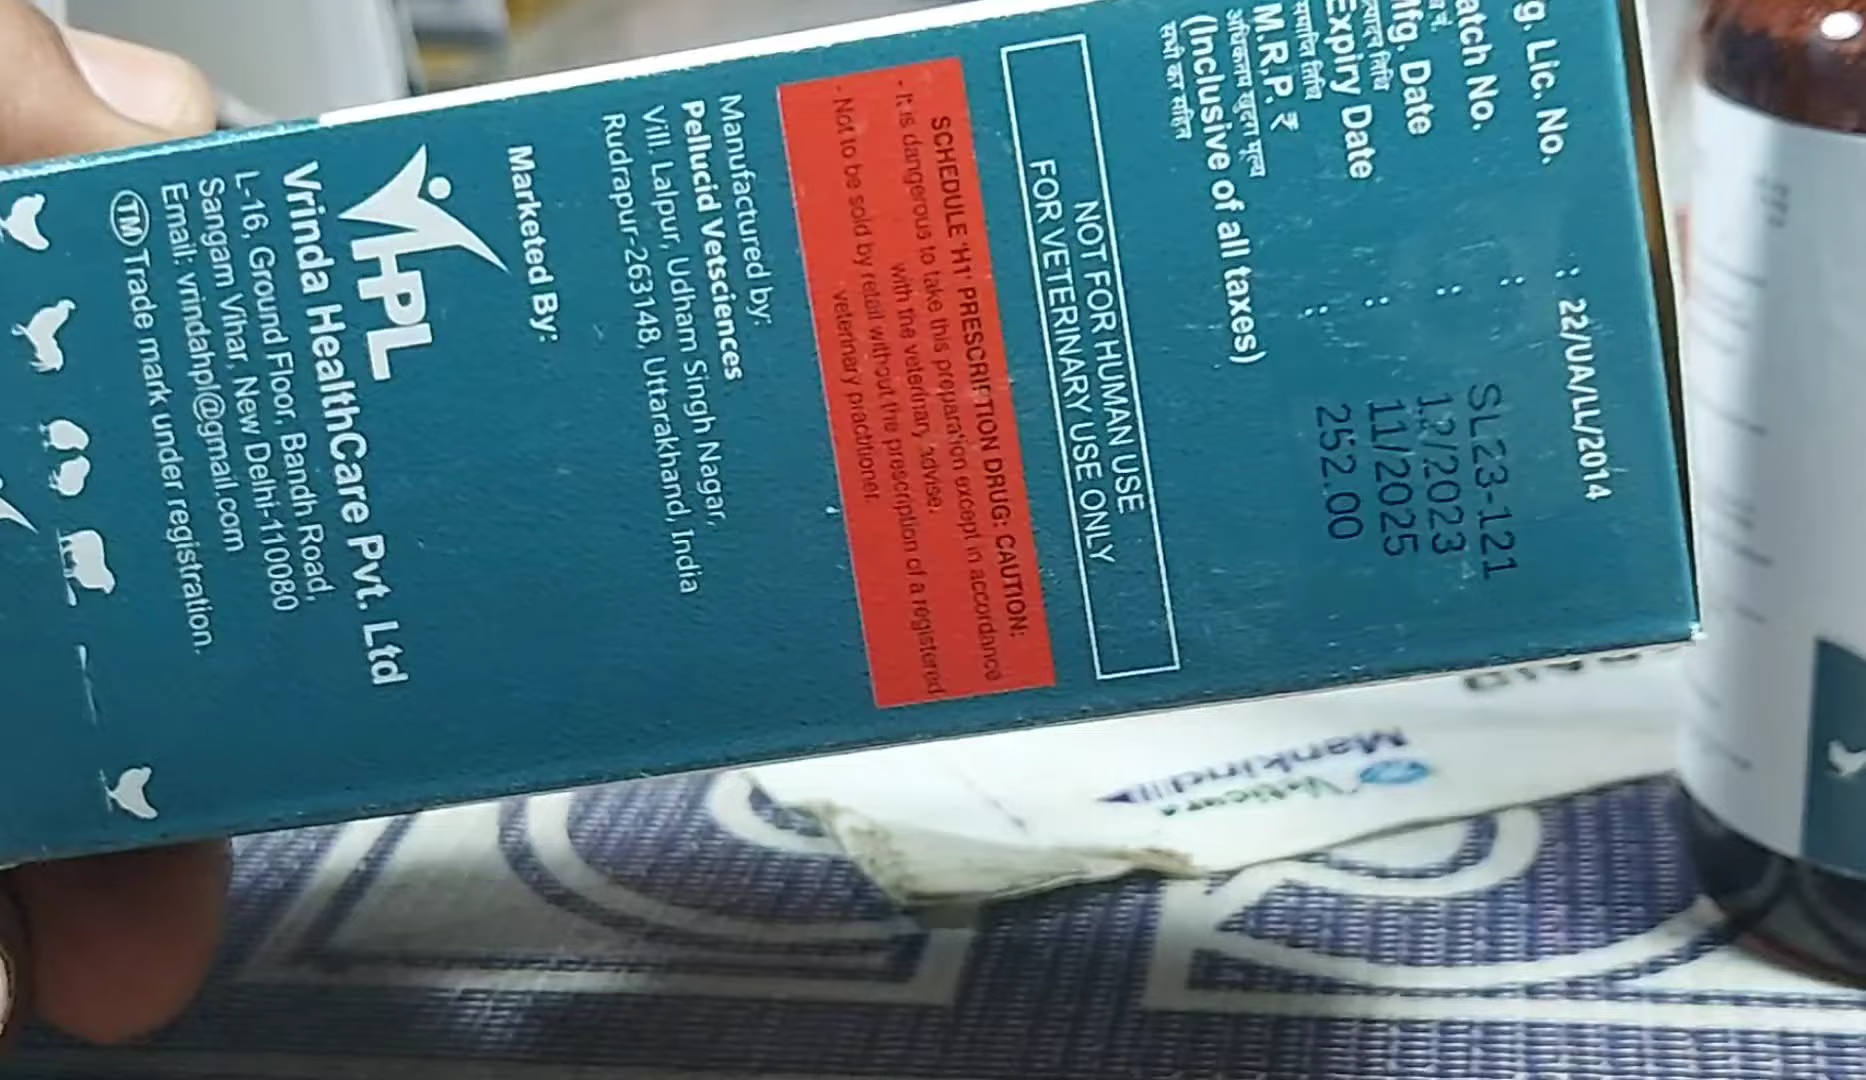 g. Lic. No. : 22/UA/LL/2014
atch No. : SL23-121
Mfg. Date : 12/2023
Expiry Date : 11/2025
समाप्ति तिथि
M.R.P. ₹ : 252.00
अधिकतम खुदरा मूल्य
(Inclusive of all taxes)
सभी कर सहित
NOT FOR HUMAN USE
FOR VETERINARY USE ONLY
SCHEDULE 'H1' PRESCRIPTION DRUG: CAUTION:
- It is dangerous to take this preparation except in accordance
with the veterinary advise.
- Not to be sold by retail without the prescription of a registered
veterinary practitioner.
Manufactured by:
Pellucid Vetsciences
Vill. Lalpur, Udham Singh Nagar,
Rudrapur-263148, Uttarakhand, India
Marketed By:
HPL
Vrinda HealthCare Pvt. Ltd
L-16, Ground Floor, Bandh Road,
Sangam Vihar, New Delhi-110080
Email: vrindahpl@gmail.com
TM Trade mark under registration.
Mankind